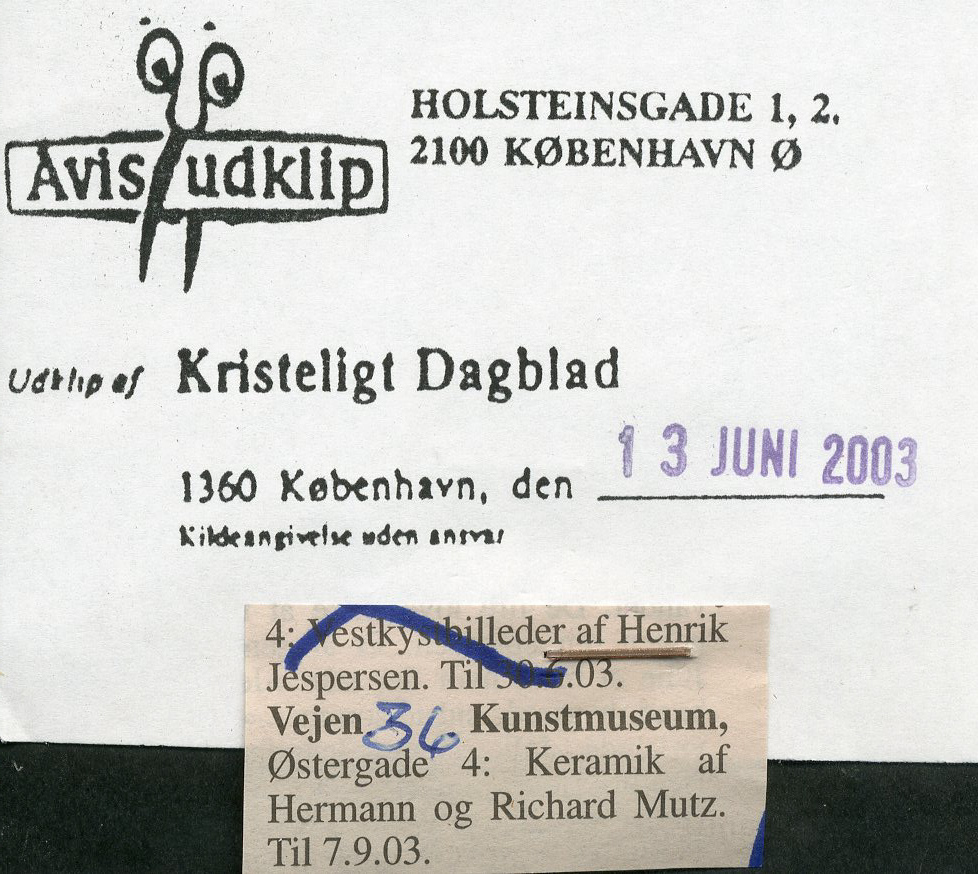 Avis udklip
HOLSTEINSGADE 1, 2.
2100 KØBENHAVN Ø
Udklip af Kristeligt Dagblad
13 JUNI 2003
1360 København, den
Kildeangivelse uden ansvar
4: Vestkystbilleder af Henrik
Jespersen. Til 30.6.03.
Vejen 36 Kunstmuseum,
Østergade 4: Keramik af
Hermann og Richard Mutz.
Til 7.9.03.